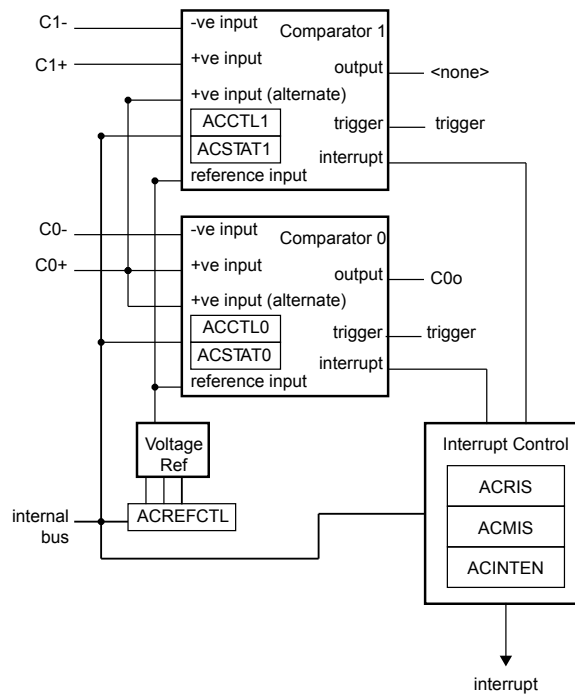 C1-
-ve input
Comparator 1
C1+
+ve input
output
<none>
+ve input (alternate)
ACCTL1
trigger
trigger
ACSTAT1
interrupt
reference input
C0-
-ve input
Comparator 0
C0+
+ve input
output
C0o
+ve input (alternate)
ACCTL0
trigger
trigger
ACSTAT0
interrupt
reference input
Voltage
Ref
Interrupt Control
ACRIS
internal
bus
ACREFCTL
ACMIS
ACINTEN
interrupt